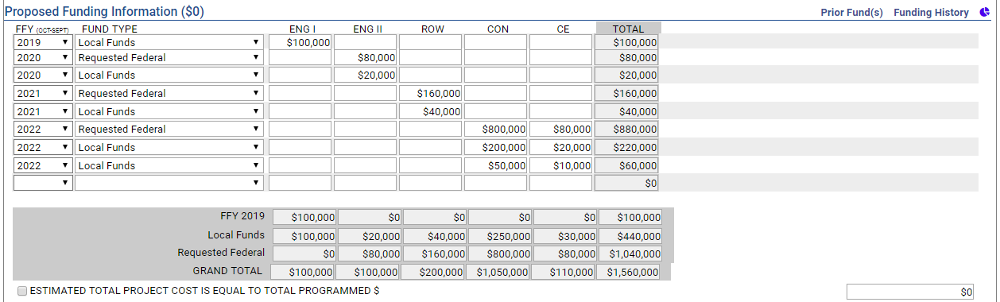 Proposed Funding Information ($0) Prior Fund(s) Funding History
FFY (OCT-SEPT) FUND TYPE ENG I ENG II ROW CON CE TOTAL
2019 Local Funds $100,000 $100,000
2020 Requested Federal $80,000 $80,000
2020 Local Funds $20,000 $20,000
2021 Requested Federal $160,000 $160,000
2021 Local Funds $40,000 $40,000
2022 Requested Federal $800,000 $80,000 $880,000
2022 Local Funds $200,000 $20,000 $220,000
2022 Local Funds $50,000 $10,000 $60,000
$0
FFY 2019 $100,000 $0 $0 $0 $0 $100,000
Local Funds $100,000 $20,000 $40,000 $250,000 $30,000 $440,000
Requested Federal $0 $80,000 $160,000 $800,000 $80,000 $1,040,000
GRAND TOTAL $100,000 $100,000 $200,000 $1,050,000 $110,000 $1,560,000
ESTIMATED TOTAL PROJECT COST IS EQUAL TO TOTAL PROGRAMMED $ $0